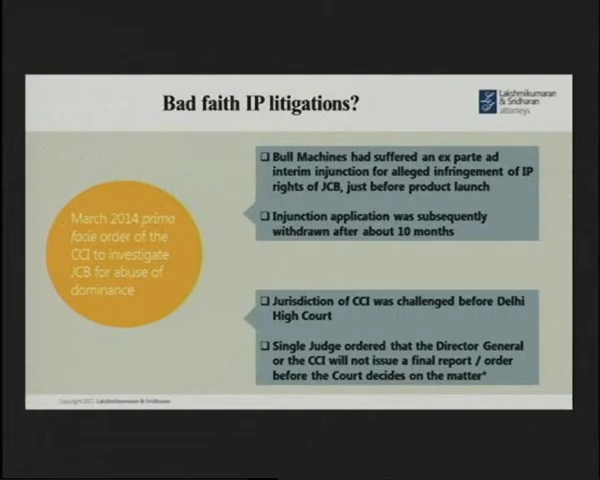 Bad faith IP litigations?
Lakshmikumaran
& Sridharan
attorneys
March 2014 prima
facie order of the
CCI to investigate
JCB for abuse of
dominance
❑ Bull Machines had suffered an ex parte ad
interim injunction for alleged infringement of IP
rights of JCB, just before product launch
❑ Injunction application was subsequently
withdrawn after about 10 months
❑ Jurisdiction of CCI was challenged before Delhi
High Court
❑ Single Judge ordered that the Director General
or the CCI will not issue a final report / order
before the Court decides on the matter*
Lakshmikumaran & Sridharan